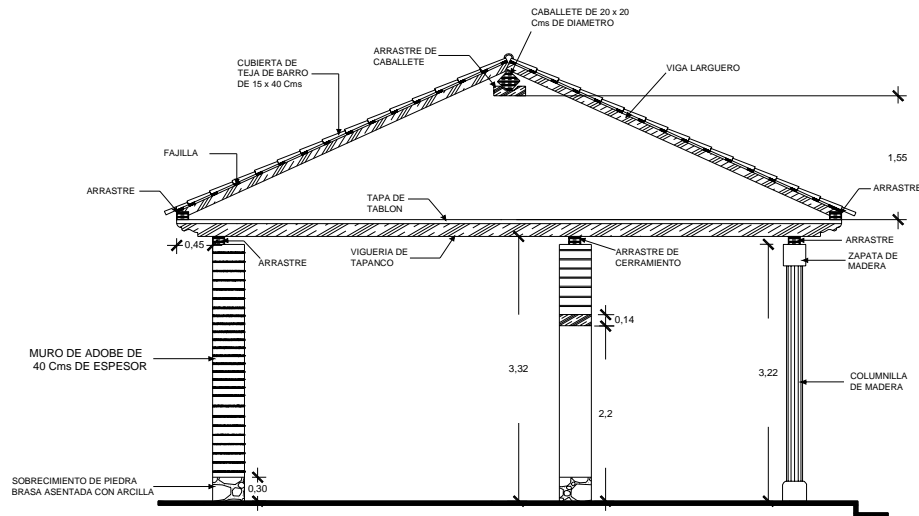 CABALLETE DE 20 x 20
Cms DE DIAMETRO
ARRASTRE DE
CABALLETE
CUBIERTA DE
TEJA DE BARRO
DE 15 x 40 Cms
VIGA LARGUERO
FAJILLA
1,55
ARRASTRE
ARRASTRE
TAPA DE
TABLON
0,45
ARRASTRE
VIGUERIA DE
TAPANCO
ARRASTRE DE
CERRAMIENTO
ARRASTRE
ZAPATA DE
MADERA
0,14
MURO DE ADOBE DE
40 Cms DE ESPESOR
3,32
3,22
COLUMNILLA
DE MADERA
2,2
SOBRECIMIENTO DE PIEDRA
BRASA ASENTADA CON ARCILLA
0,30